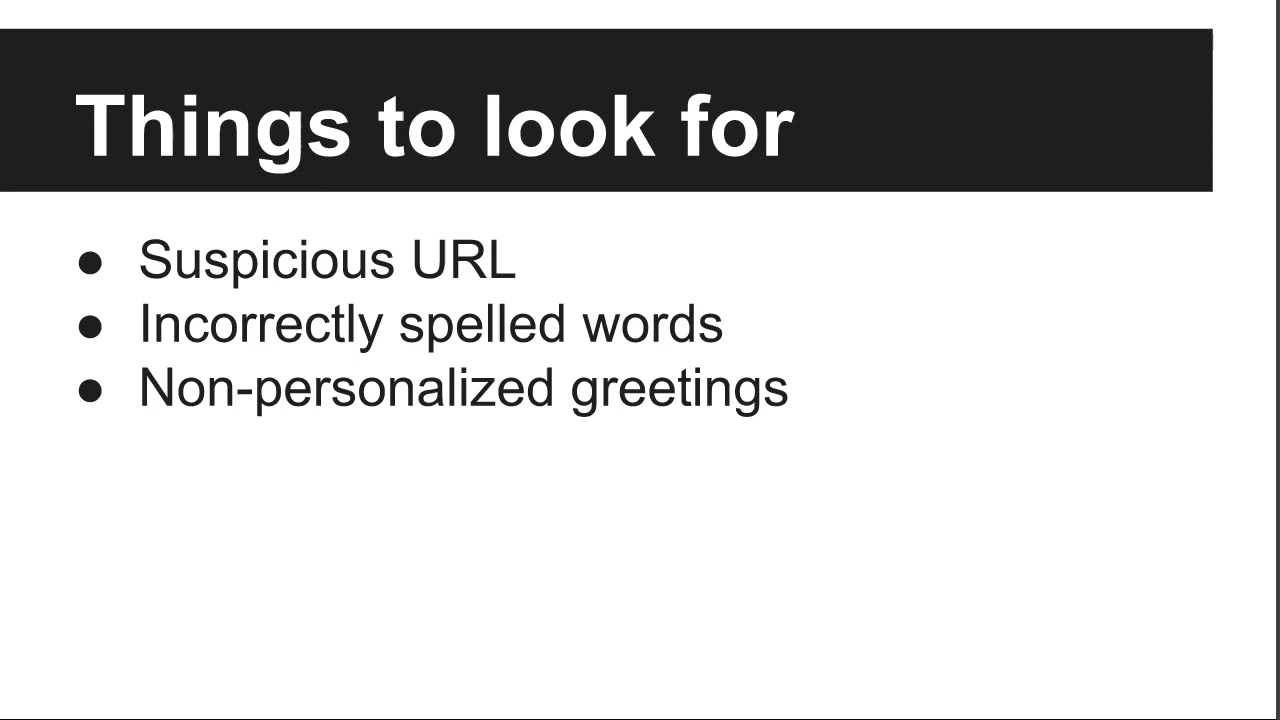 Things to look for
● Suspicious URL
● Incorrectly spelled words
● Non-personalized greetings